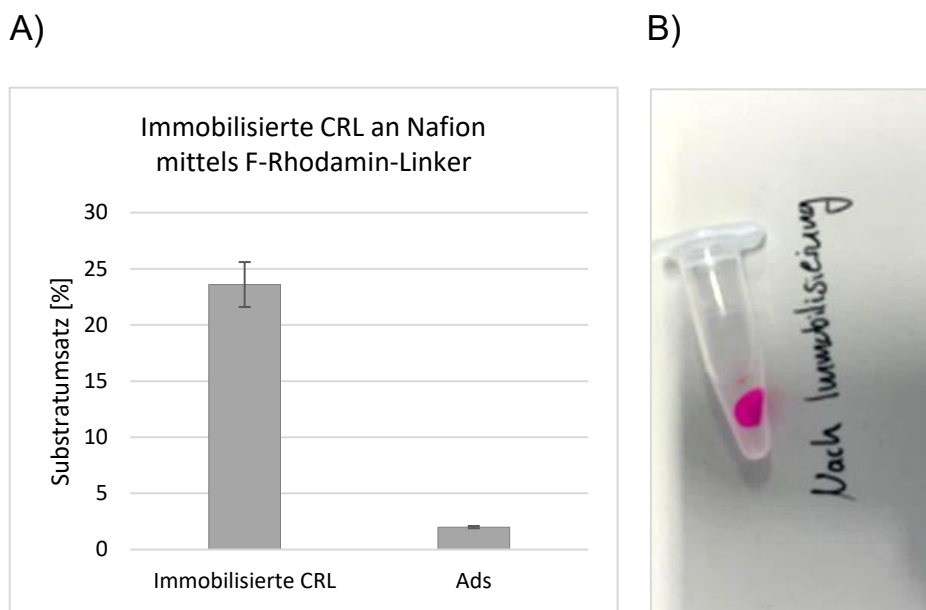 A)
B)
Immobilisierte CRL an Nafion
mittels F-Rhodamin-Linker
30
25
20
15
10
5
0
Substratumsatz [%]
Immobilisierte CRL
Ads
Nach Immobilisierung